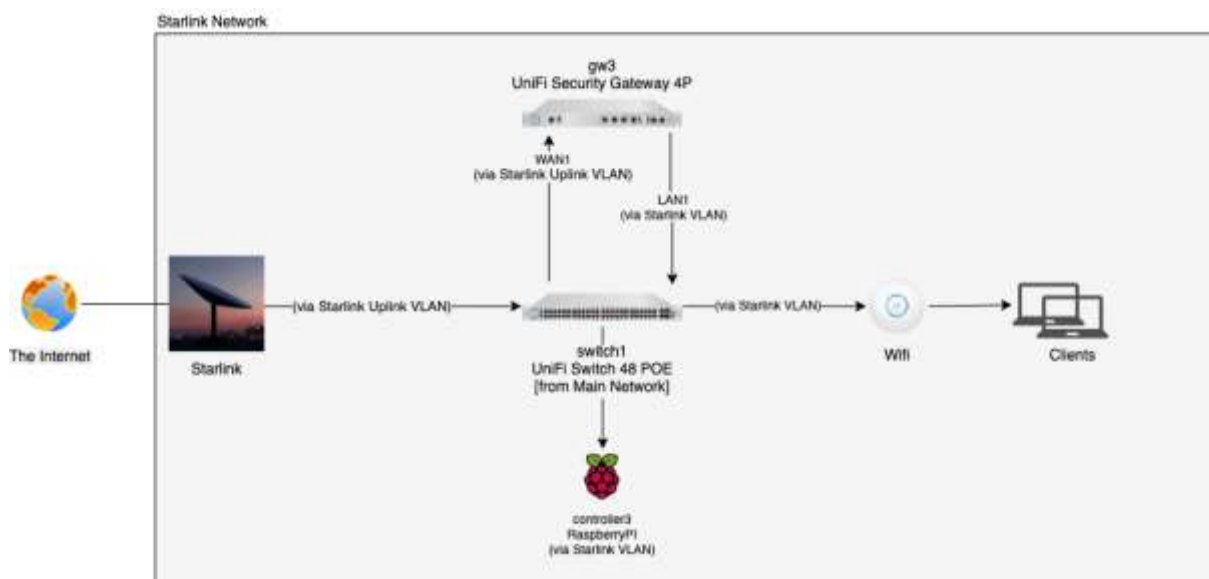 Starlink Network
gw3
UniFi Security Gateway 4P
WAN1
(via Starlink Uplink VLAN)
LAN1
(via Starlink VLAN)
The Internet
Starlink
(via Starlink Uplink VLAN)
switch1
UniFi Switch 48 POE
[from Main Network]
(via Starlink VLAN)
Wifi
Clients
controller3
RaspberryPI
(via Starlink VLAN)